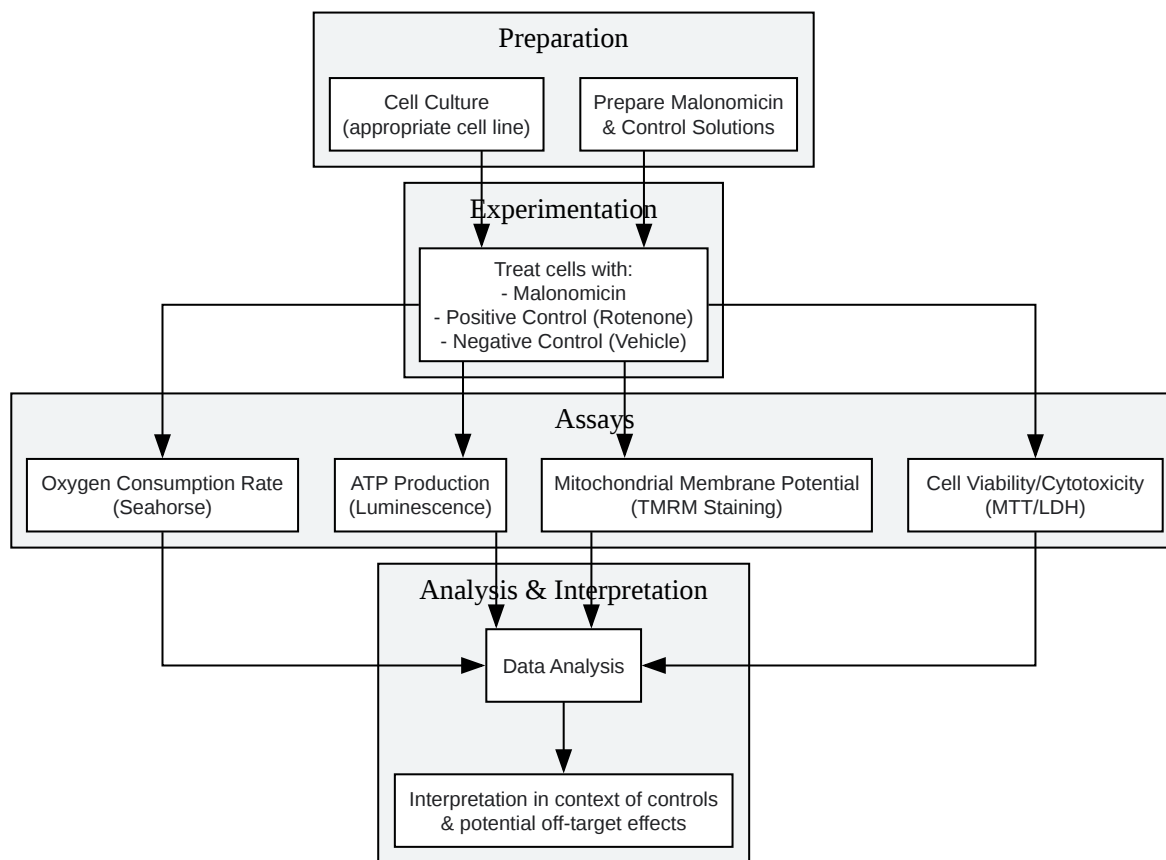 Preparation
Cell Culture
(appropriate cell line)
Prepare Malonomicin
& Control Solutions
Experimentation
Treat cells with:
- Malonomicin
- Positive Control (Rotenone)
- Negative Control (Vehicle)
Assays
Oxygen Consumption Rate
(Seahorse)
ATP Production
(Luminescence)
Mitochondrial Membrane Potential
(TMRM Staining)
Cell Viability/Cytotoxicity
(MTT/LDH)
Analysis & Interpretation
Data Analysis
Interpretation in context of controls
& potential off-target effects